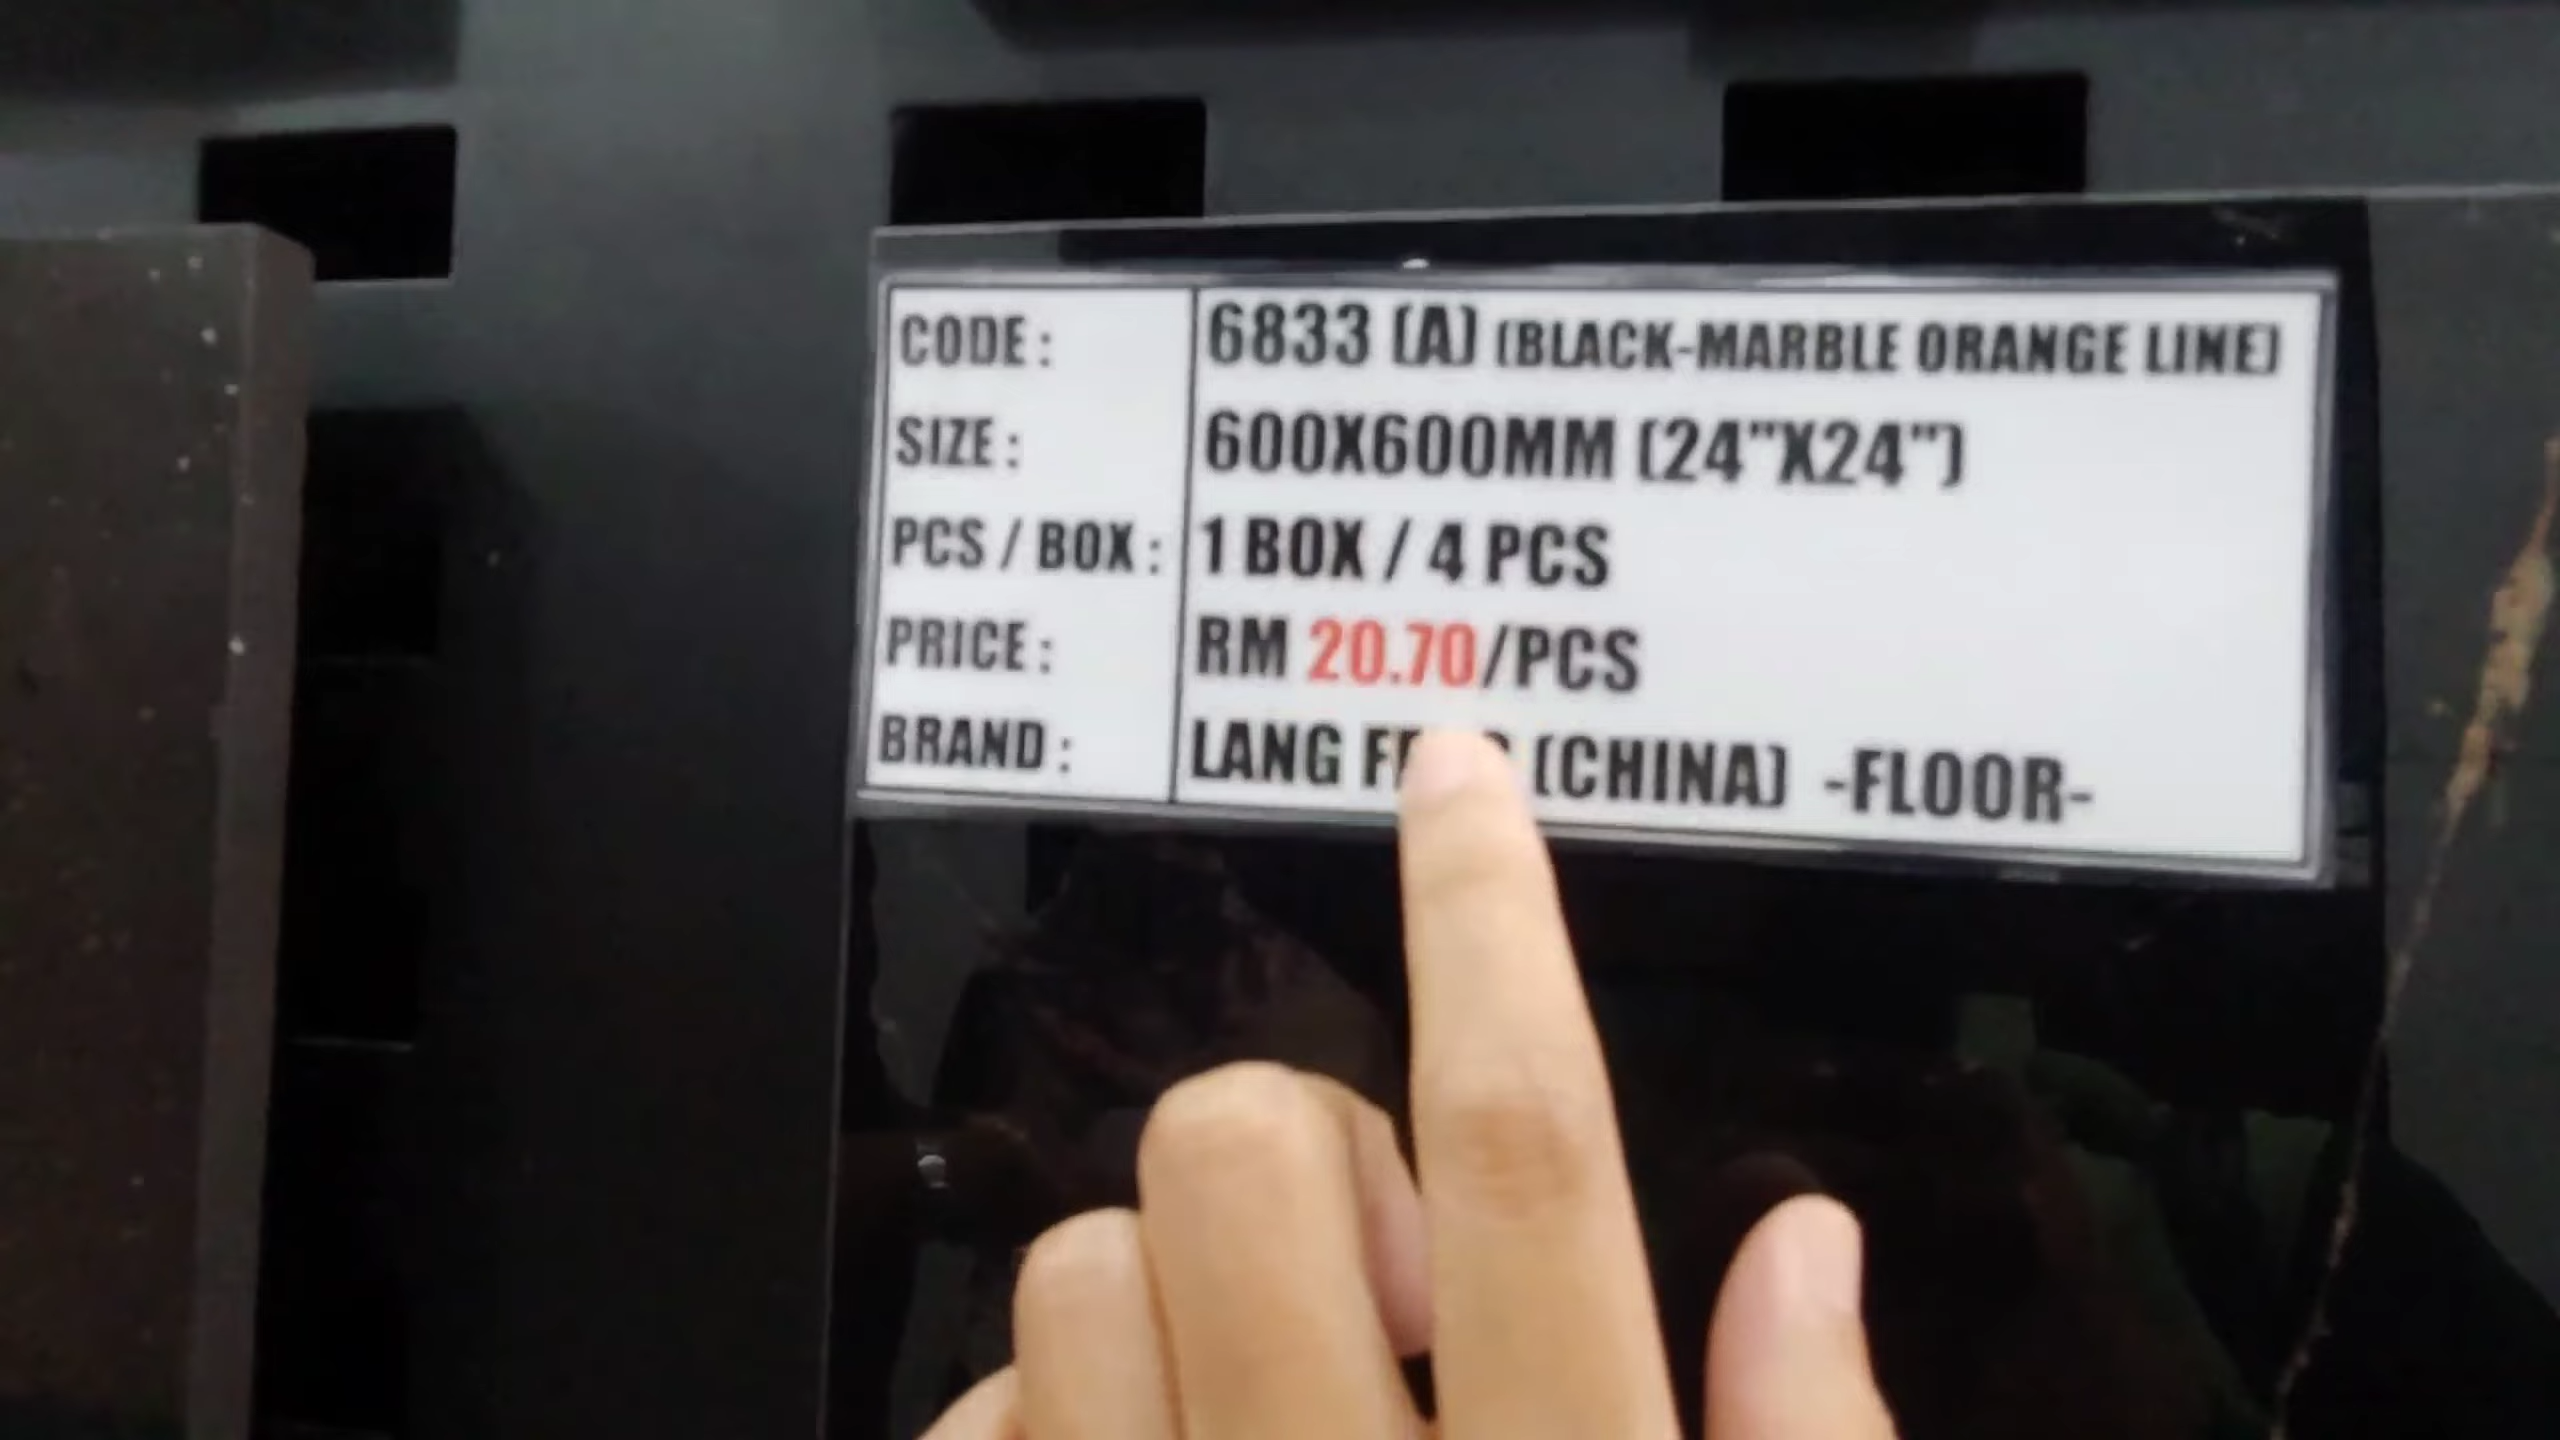 CODE : 6833 (A) (BLACK-MARBLE ORANGE LINE)
SIZE : 600X600MM (24"X24")
PCS / BOX : 1 BOX / 4 PCS
PRICE : RM 20.70/PCS
BRAND : LANG (CHINA) -FLOOR-